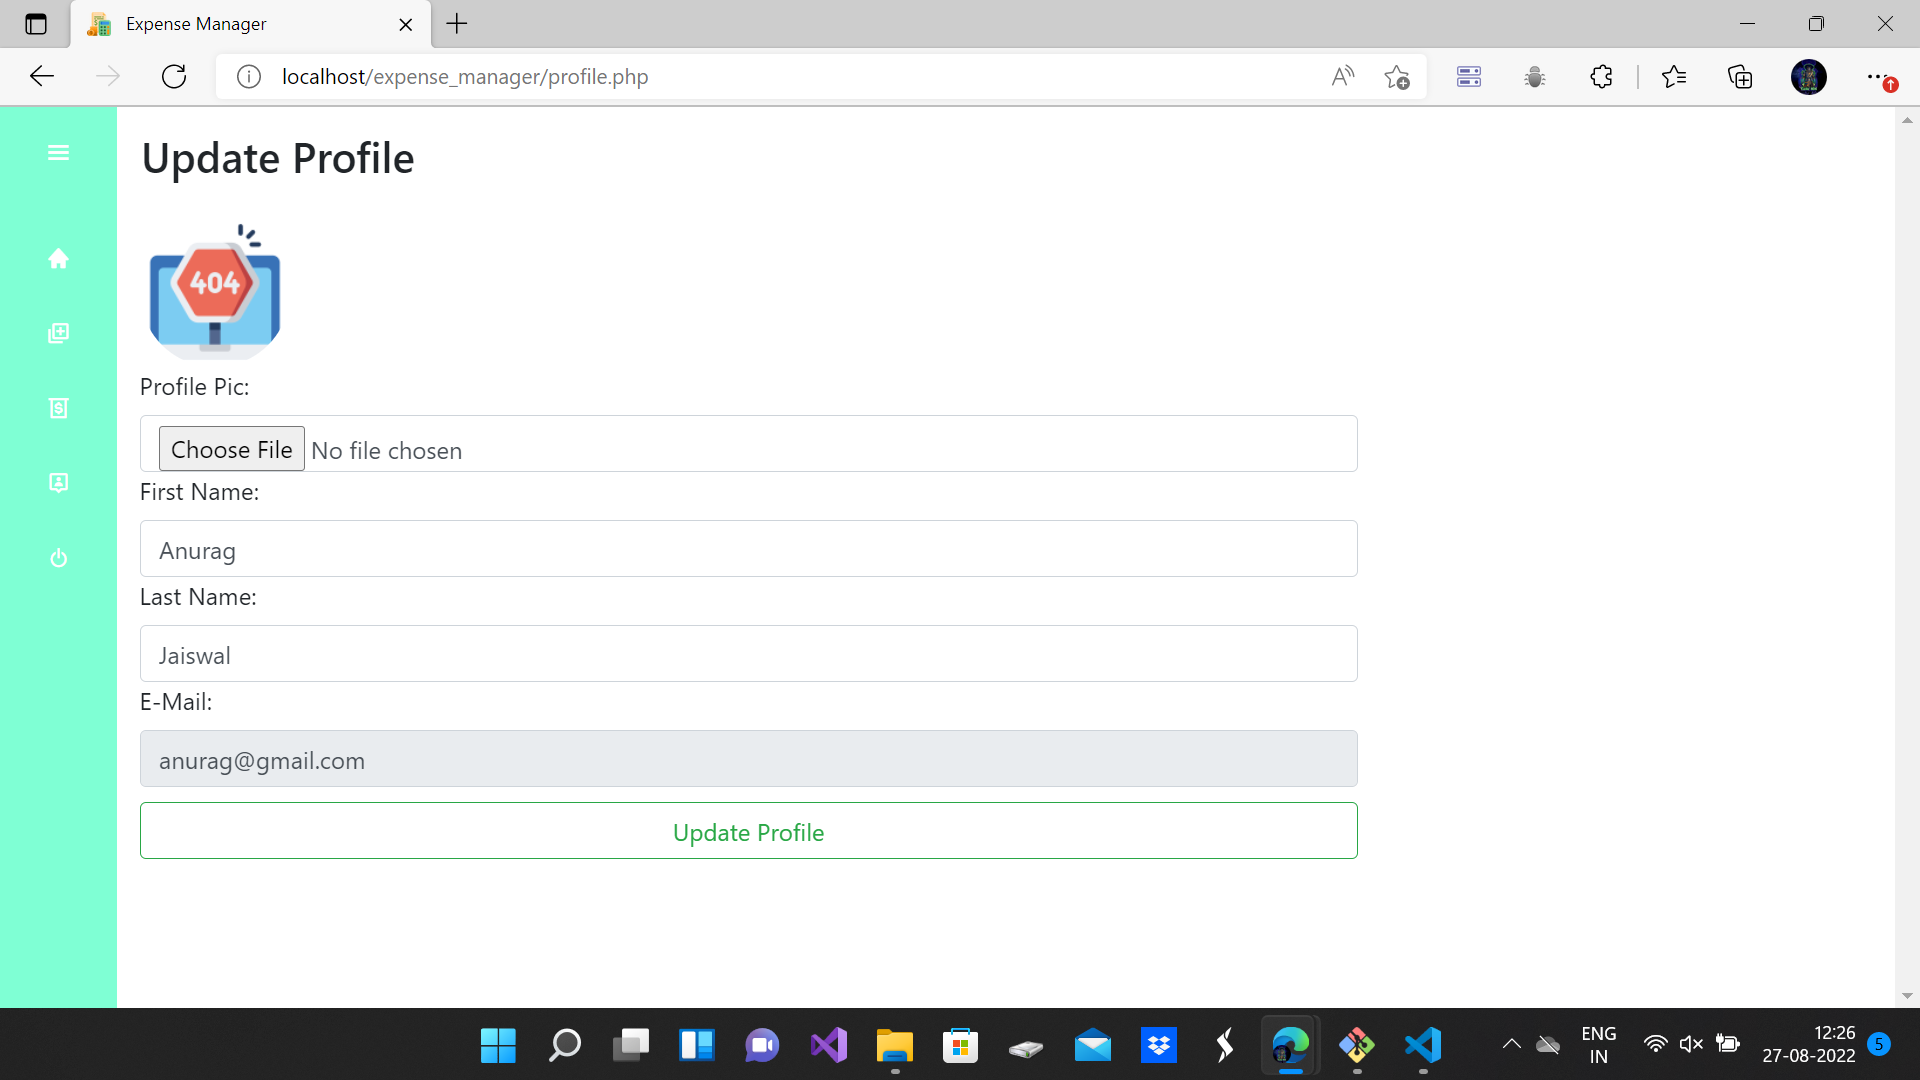 Expense Manager
localhost/expense_manager/profile.php
Update Profile
404
Profile Pic:
Choose File No file chosen
First Name:
Anurag
Last Name:
Jaiswal
E-Mail:
anurag@gmail.com
Update Profile
ENG
IN
12:26
27-08-2022
5